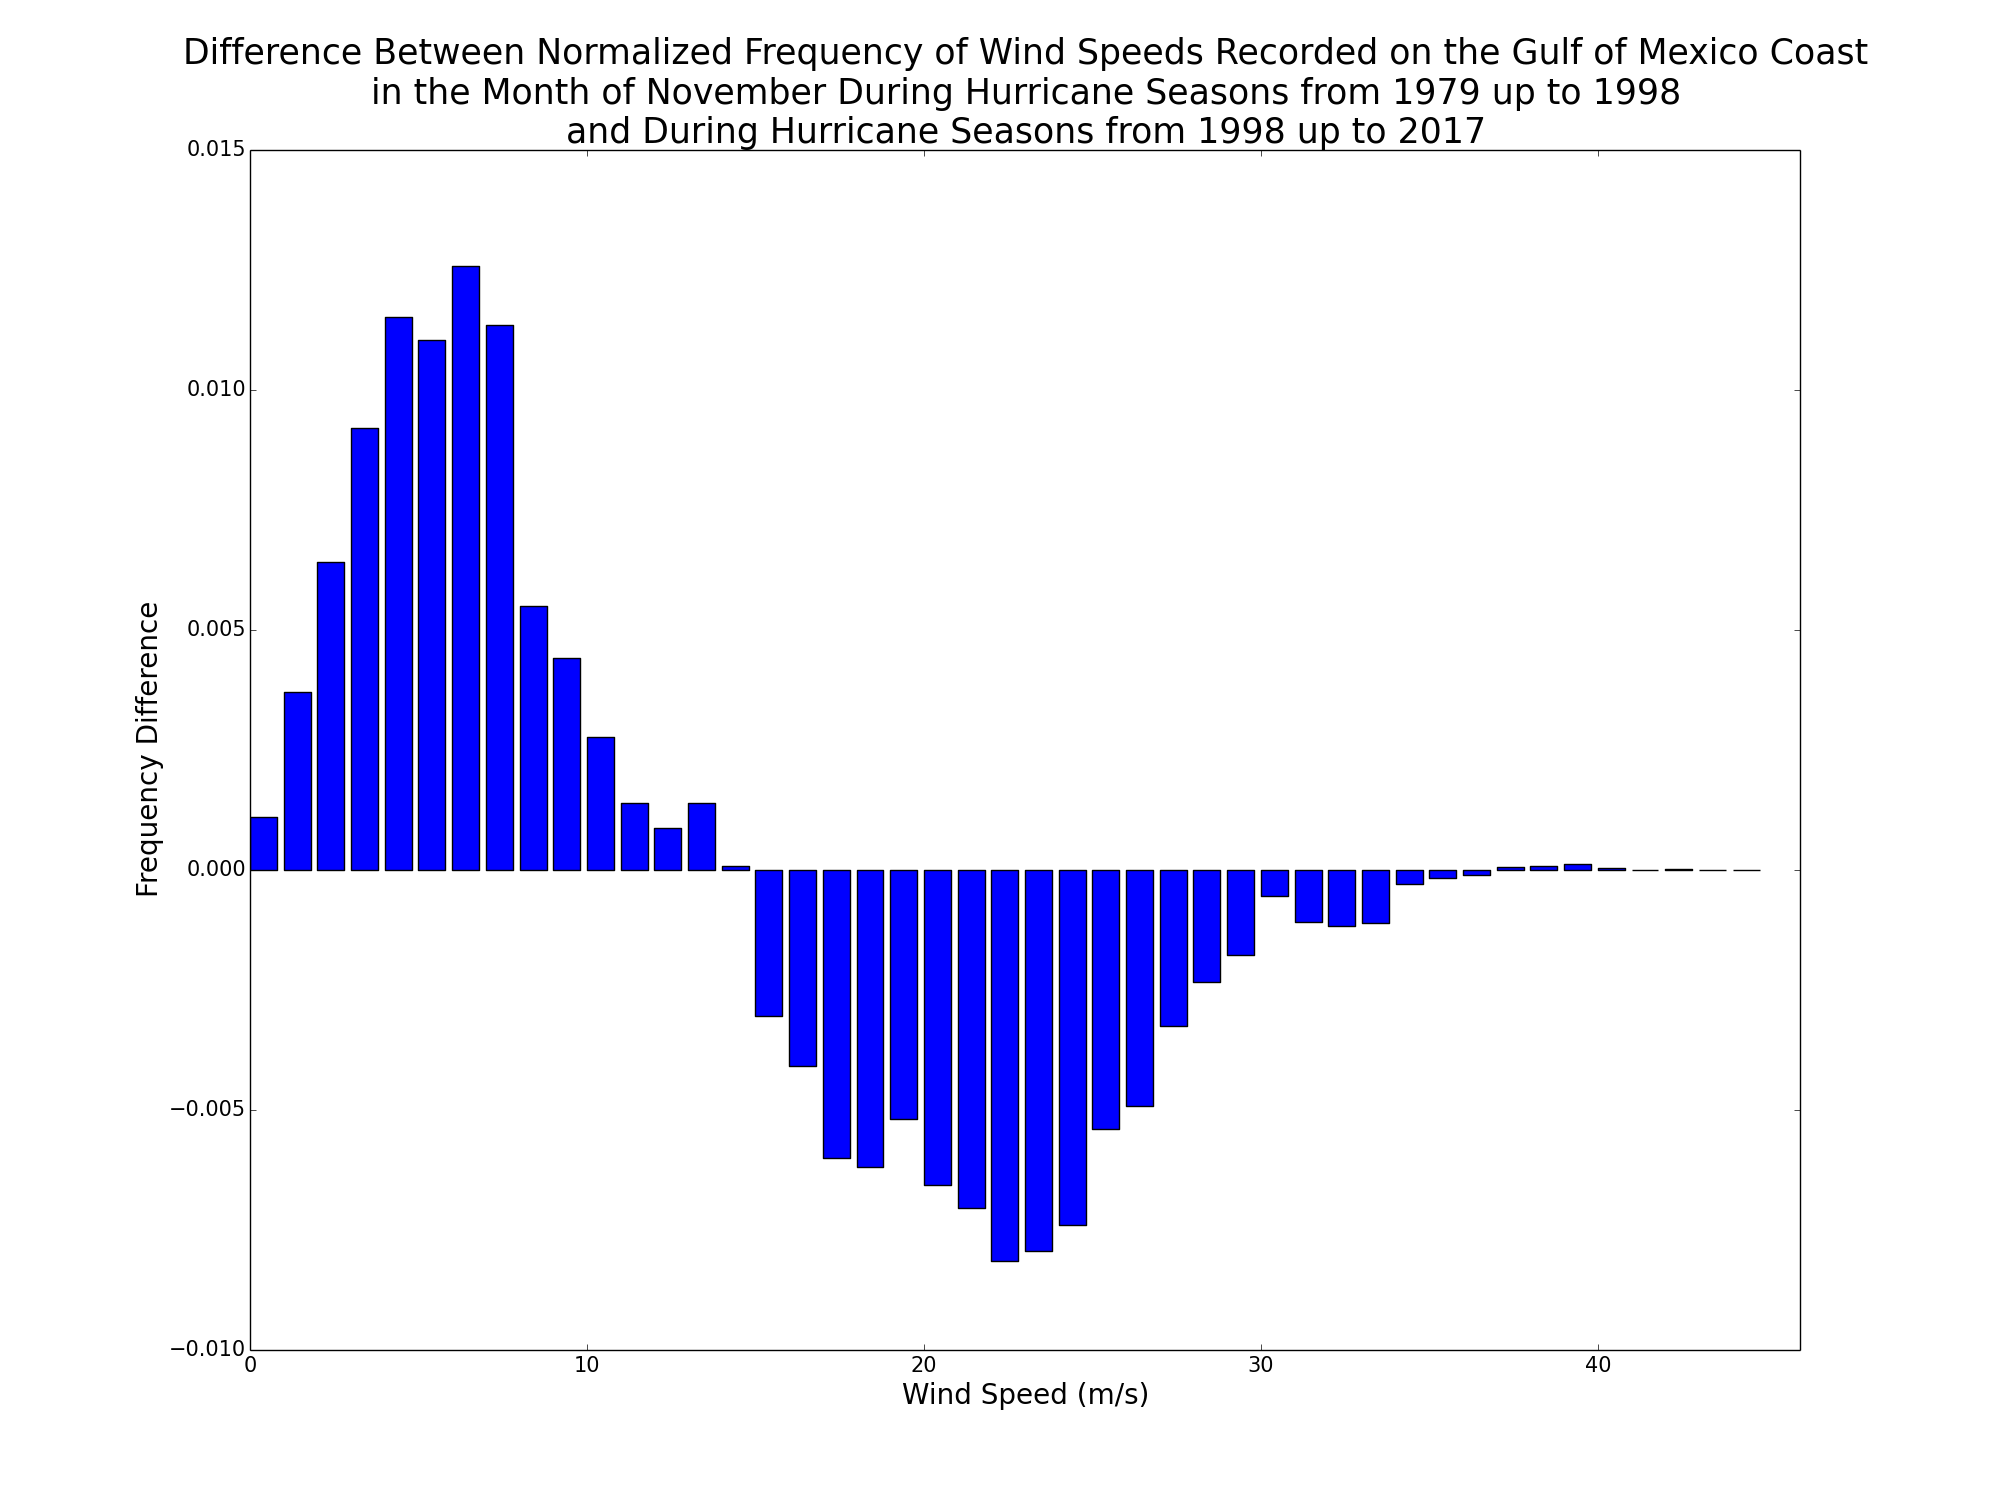 Difference Between Normalized Frequency of Wind Speeds Recorded on the Gulf of Mexico Coast
in the Month of November During Hurricane Seasons from 1979 up to 1998
and During Hurricane Seasons from 1998 up to 2017
0.015
0.010
0.005
0.000
−0.005
−0.010
Frequency Difference
0 10 20 30 40
Wind Speed (m/s)